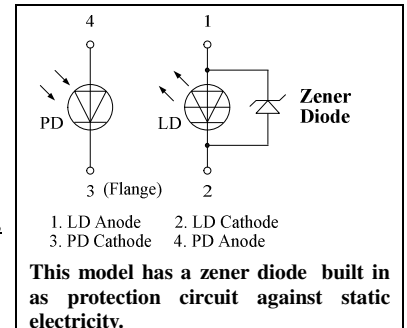 4 1
Zener
Diode
PD LD
3 (Flange) 2
1. LD Anode 2. LD Cathode
3. PD Cathode 4. PD Anode
This model has a zener diode built in
as protection circuit against static
electricity.